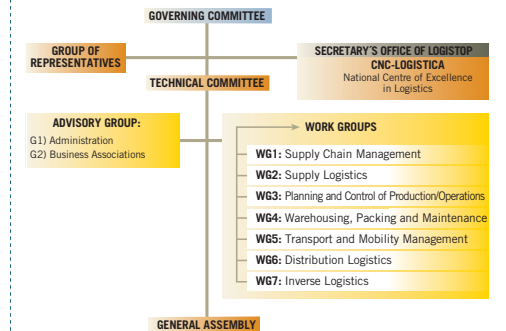 GOVERNING COMMITTEE
GROUP OF
REPRESENTATIVES
SECRETARY'S OFFICE OF LOGISTOP
CNC-LOGISTICA
National Centre of Excellence
in Logistics
TECHNICAL COMMITTEE
ADVISORY GROUP:
G1) Administration
G2) Business Associations
WORK GROUPS
WG1: Supply Chain Management
WG2: Supply Logistics
WG3: Planning and Control of Production/Operations
WG4: Warehousing, Packing and Maintenance
WG5: Transport and Mobility Management
WG6: Distribution Logistics
WG7: Inverse Logistics
GENERAL ASSEMBLY